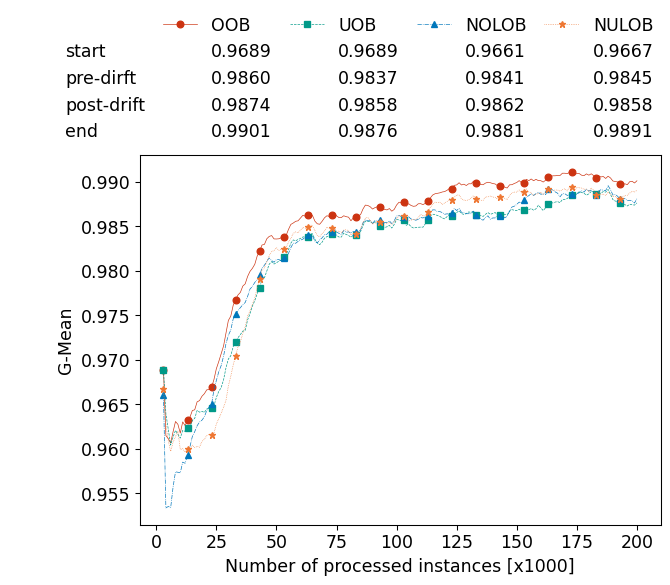 OOB UOB NOLOB NULOB
start 0.9689 0.9689 0.9661 0.9667
pre-dirft 0.9860 0.9837 0.9841 0.9845
post-drift 0.9874 0.9858 0.9862 0.9858
end 0.9901 0.9876 0.9881 0.9891
0.990
0.985
0.980
0.975
0.970
0.965
0.960
0.955
G-Mean
0 25 50 75 100 125 150 175 200
Number of processed instances [x1000]